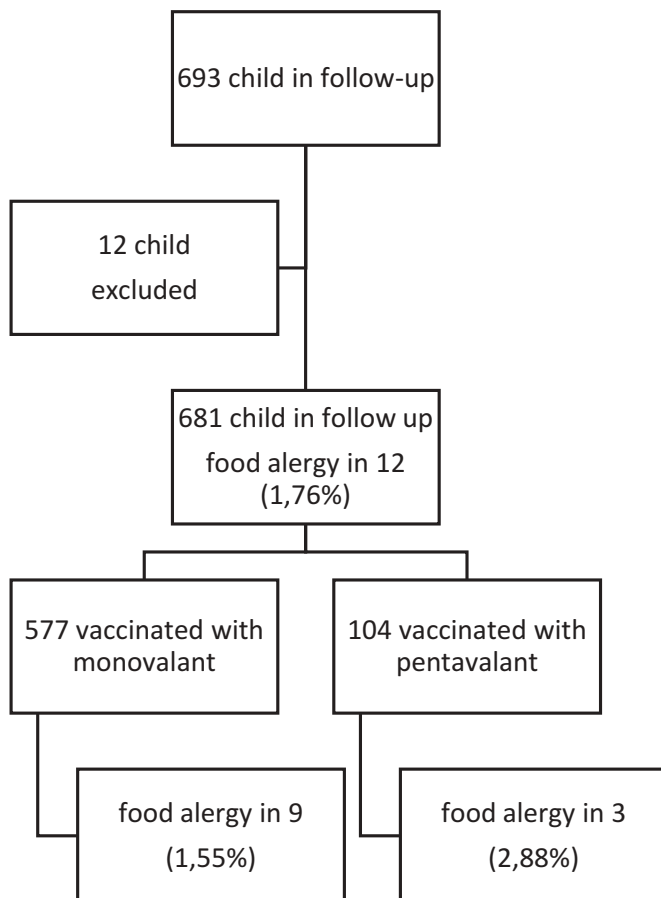 693 child in follow-up
12 child
excluded
681 child in follow up
food alergy in 12
(1,76%)
577 vaccinated with
monovalant
104 vaccinated with
pentavalant
food alergy in 9
(1,55%)
food alergy in 3
(2,88%)